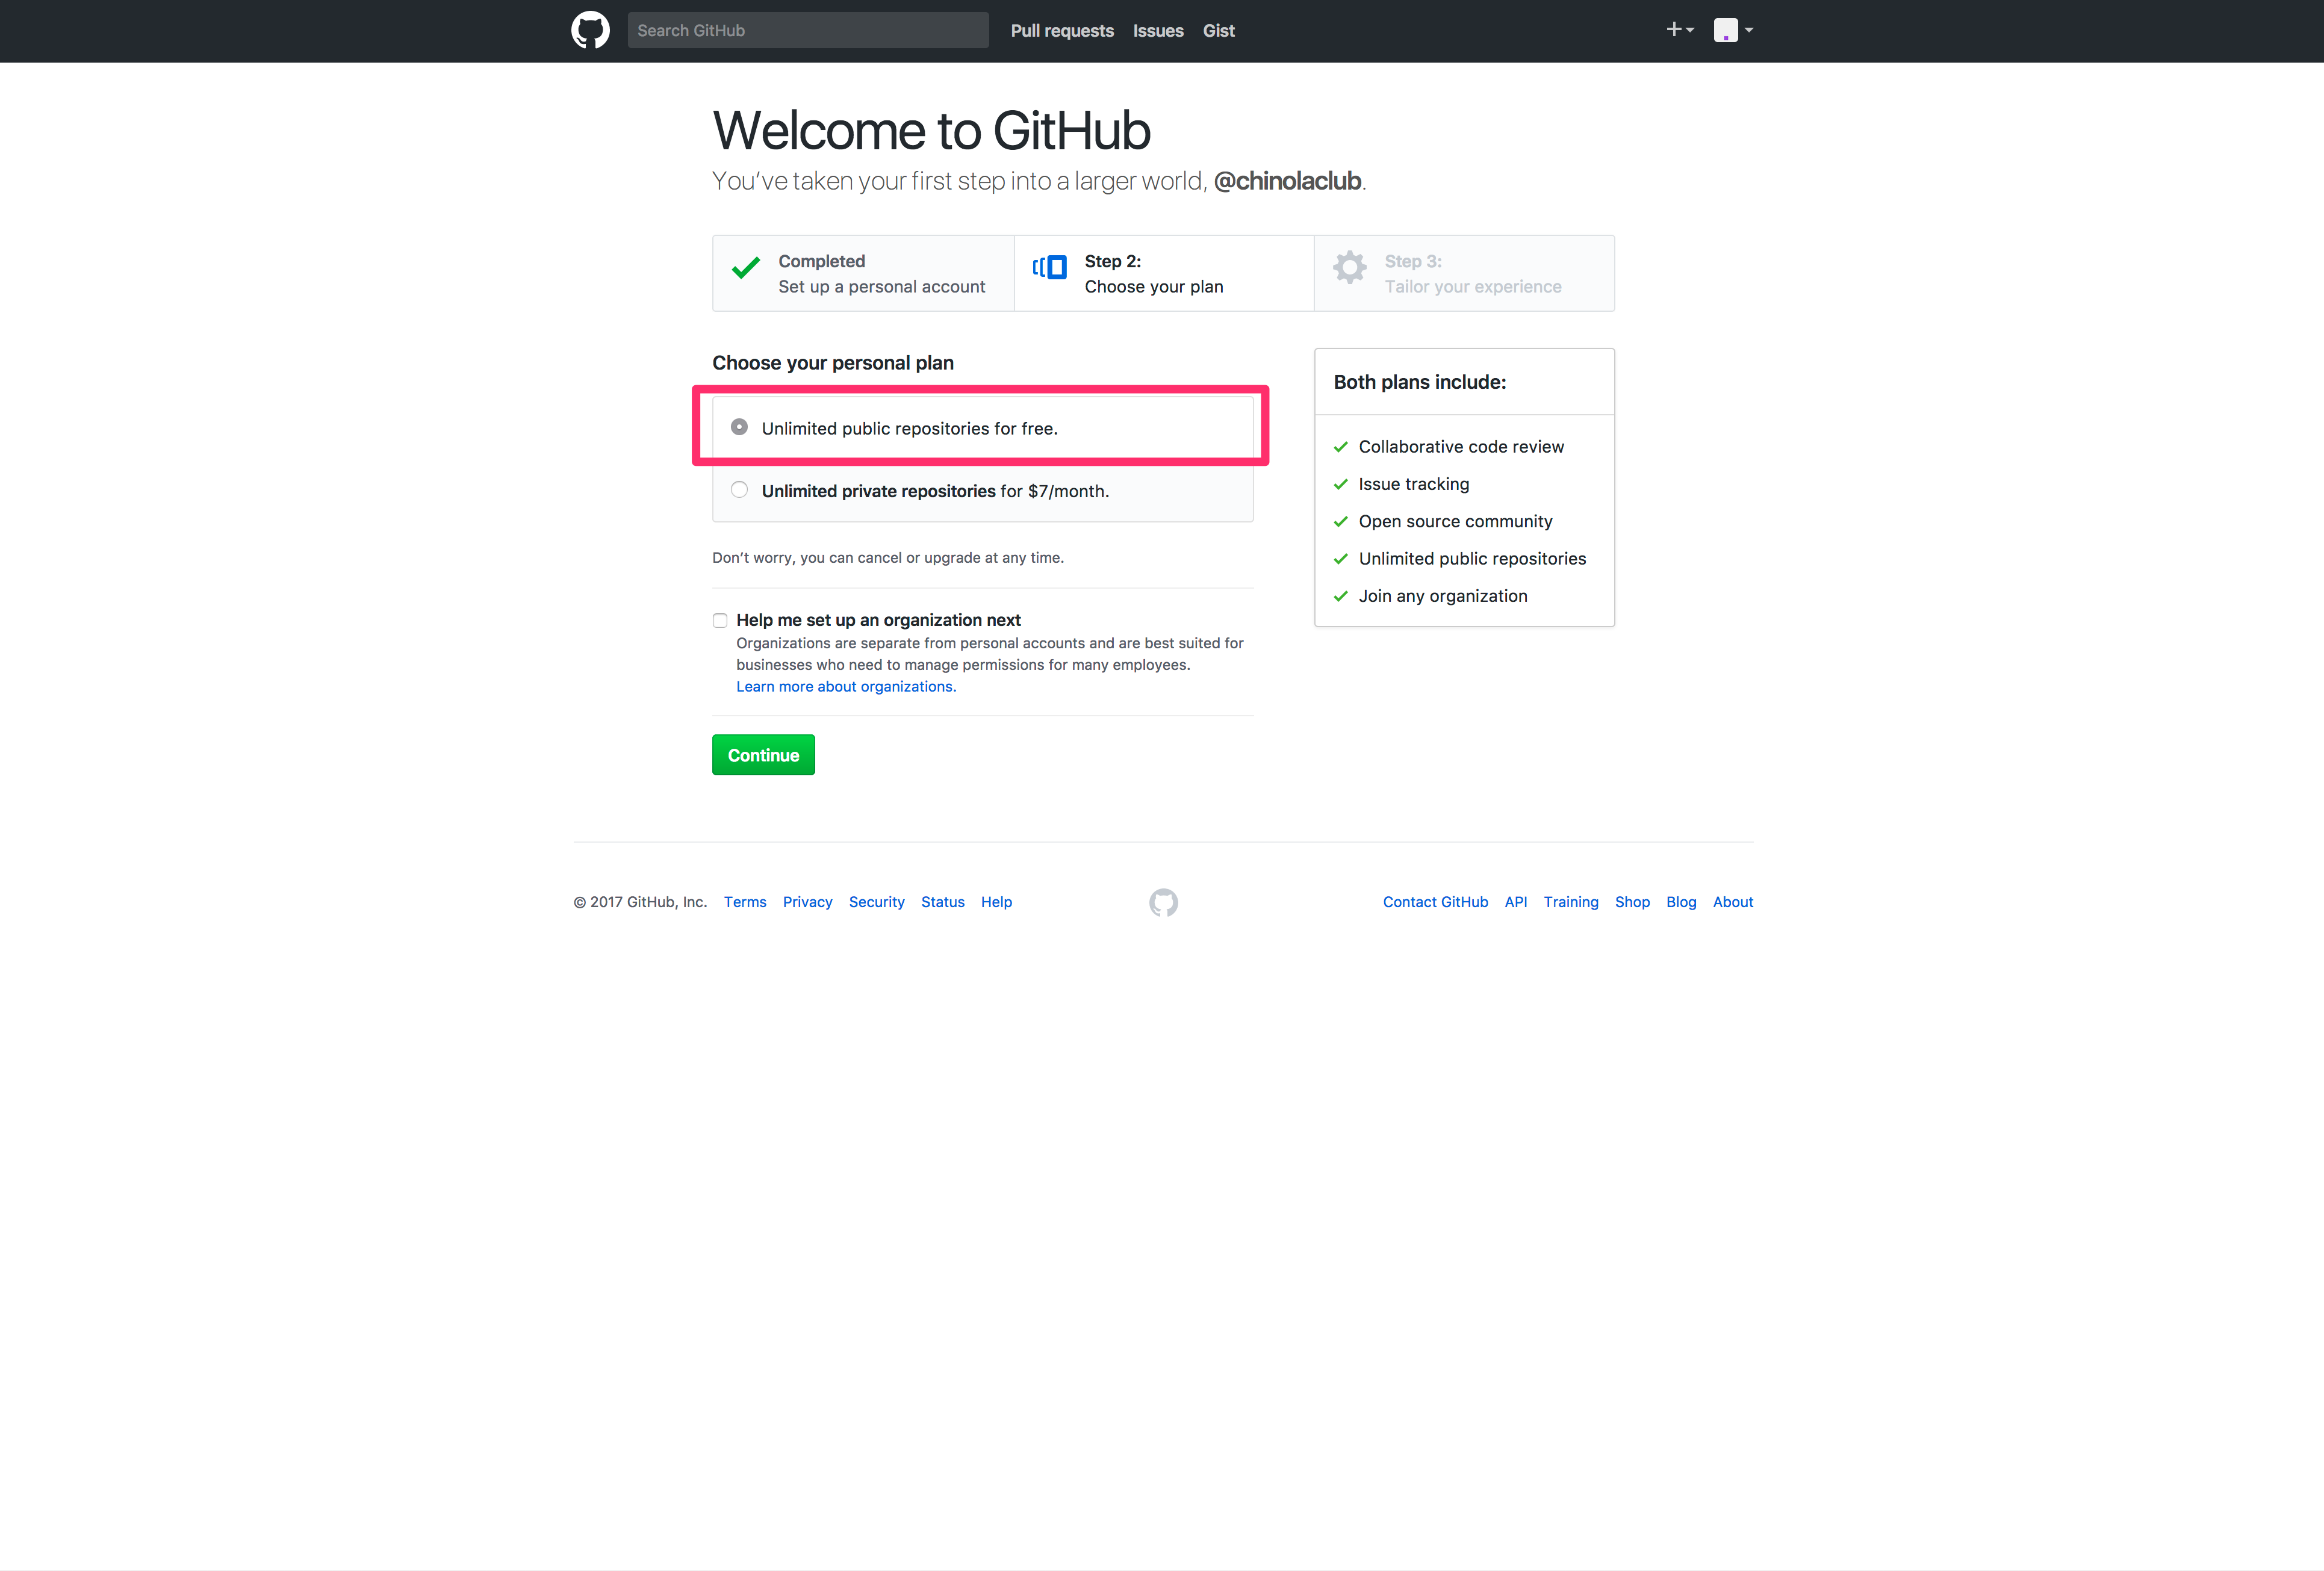 Search GitHub Pull requests Issues Gist
Welcome to GitHub
You’ve taken your first step into a larger world, @chinolaclub.
Completed
Set up a personal account
Step 2:
Choose your plan
Step 3:
Tailor your experience
Choose your personal plan
Unlimited public repositories for free.
Unlimited private repositories for $7/month.
Don’t worry, you can cancel or upgrade at any time.
Help me set up an organization next
Organizations are separate from personal accounts and are best suited for
businesses who need to manage permissions for many employees.
Learn more about organizations.
Continue
Both plans include:
Collaborative code review
Issue tracking
Open source community
Unlimited public repositories
Join any organization
© 2017 GitHub, Inc. Terms Privacy Security Status Help Contact GitHub API Training Shop Blog About